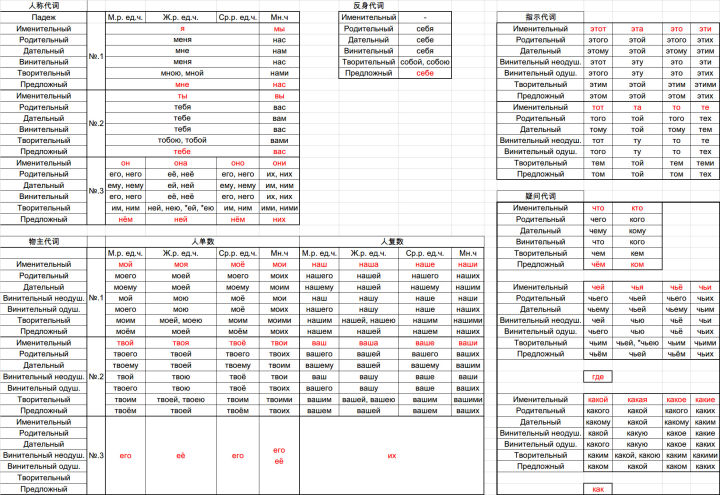 人称代词
Падеж М.р. ед.ч. Ж.р. ед.ч. Ср.р. ед.ч. Мн.ч
Именительный я мы
Родительный меня нас
Дательный мне нам
№.1
Винительный меня нас
Творительный мною, мной нами
Предложный мне нас
Именительный ты вы
Родительный тебя вас
Дательный тебя вам
№.2
Винительный тебя вас
Творительный тобою, тобой вами
Предложный тебе вас
Именительный он она оно они
Родительный его, него её, неё его, него их, них
Дательный ему, нему ей, ней ему, нему им, ним
№.3
Винительный его, него её, неё его, него их, них
Творительный им, ним ней, нею, *ей, *ею им, ним ими, ними
Предложный нём ней нём них
反身代词
Именительный -
Родительный себя
Дательный себя
Винительный себя
Творительный собой, собою
Предложный себе
指示代词
Именительный этот эта это эти
Родительный этого этой этого этих
Дательный этому этой этому этим
Винительный неодуш. этот эту это эти
Винительный одуш. этого эту это этих
Творительный этим этой этим этими
Предложный этом этой этом этих
Именительный тот та то те
Родительный того той того тех
Дательный тому той тому тем
Винительный неодуш. тот ту то те
Винительный одуш. того ту то тех
Творительный тем той тем теми
Предложный том той том тех
疑问代词
Именительный что кто
Родительный чего кого
Дательный чему кому
Винительный что кого
Творительный чем кем
Предложный чём ком
Именительный чей чья чьё чьи
Родительный чьего чьей чьего чьих
Дательный чьему чьей чьему чьим
Винительный неодуш. чей чью чьё чьи
Винительный одуш. чьего чью чьё чьих
Творительный чьим чьей, *чьею чьим чьими
Предложный чьём чьей чьём чьих
где
Именительный какой какая какое какие
Родительный какого какой какого каких
Дательный какому какой какому каким
Винительный неодуш. какой какую какое какие
Винительный одуш. какого какую какое каких
Творительный каким какой, какою каким какими
Предложный каком какой каком каких
как
物主代词 人单数 人复数
М.р. ед.ч. Ж.р. ед.ч. Ср.р. ед.ч. Мн.ч М.р. ед.ч. Ж.р. ед.ч. Ср.р. ед.ч. Мн.ч
Именительный мой моя моё мои наш наша наше наши
Родительный моего моей моего моих нашего нашей нашего наших
Дательный моему моей моему моим нашему нашей нашему нашим
Винительный неодуш. №.1 мой мою моё мои наш нашу наше наши
Винительный одуш. моего мою моё моих нашего нашу наше наших
Творительный моим моей, моею моим моими нашим нашей, нашею нашим нашими
Предложный моём моей моём моих нашем нашей нашем наших
Именительный твой твоя твоё твои ваш ваша ваше ваши
Родительный твоего твоей твоего твоих вашего вашей вашего ваших
Дательный твоему твоей твоему твоим вашему вашей вашему вашим
Винительный неодуш. №.2 твой твою твоё твои ваш вашу ваше ваши
Винительный одуш. твоего твою твоё твоих вашего вашу ваше ваших
Творительный твоим твоей, твоею твоим твоими вашим вашей, вашею вашим вашими
Предложный твоём твоей твоём твоих вашем вашей вашем ваших
Именительный
Родительный
Дательный
Винительный неодуш. №.3 его её его его её их
Винительный одуш.
Творительный
Предложный